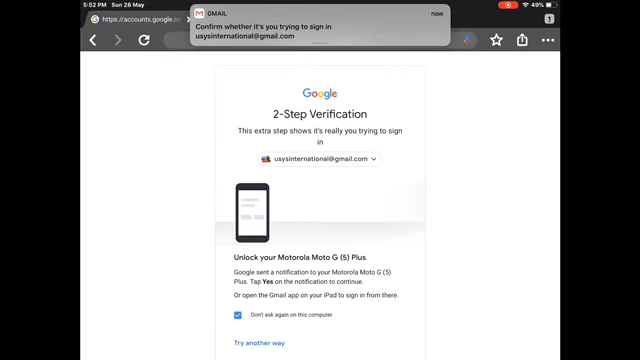 5:52 PM Sun 26 May
49%
https://accounts.google.co
1
GMAIL
now
Confirm whether it's you trying to sign in
usysinternational@gmail.com
Google
2-Step Verification
This extra step shows it's really you trying to sign
in
usysinternational@gmail.com
Unlock your Motorola Moto G (5) Plus
Google sent a notification to your Motorola Moto G (5)
Plus. Tap Yes on the notification to continue.
Or open the Gmail app on your iPad to sign in from there.
Don't ask again on this computer
Try another way